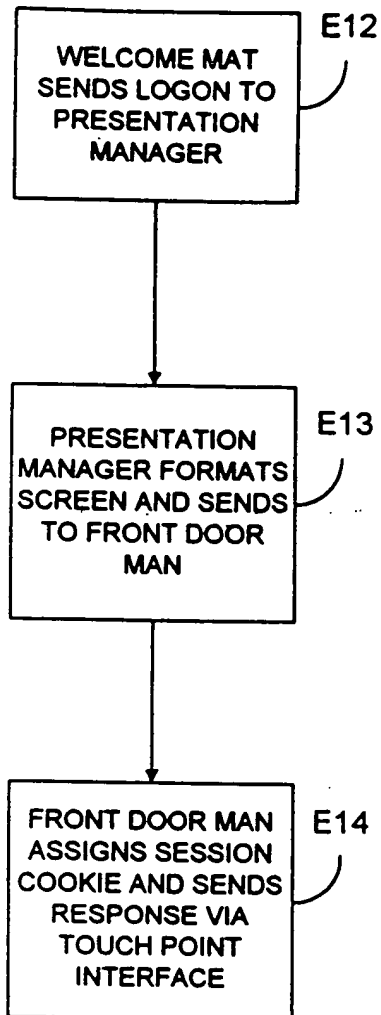 E12
WELCOME MAT
SENDS LOGON TO
PRESENTATION
MANAGER
E13
PRESENTATION
MANAGER FORMATS
SCREEN AND SENDS
TO FRONT DOOR
MAN
E14
FRONT DOOR MAN
ASSIGNS SESSION
COOKIE AND SENDS
RESPONSE VIA
TOUCH POINT
INTERFACE